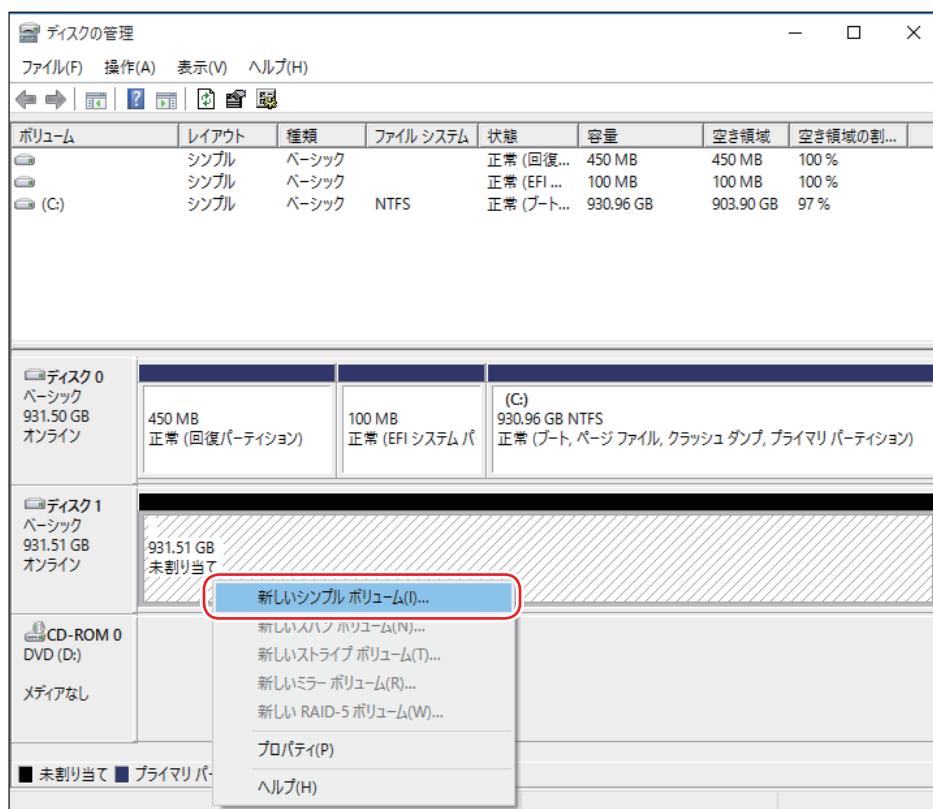 ディスクの管理
ファイル(F) 操作(A) 表示(V) ヘルプ(H)
ボリューム レイアウト 種類 ファイル システム 状態 容量 空き領域 空き領域の割...
シンプル ベーシック 正常 (回復... 450 MB 450 MB 100 %
シンプル ベーシック 正常 (EFI ... 100 MB 100 MB 100 %
(C:) シンプル ベーシック NTFS 正常 (ブート... 930.96 GB 903.90 GB 97 %
ディスク 0
ベーシック
931.50 GB
オンライン
450 MB
正常 (回復パーティション)
100 MB
正常 (EFI システム パ
(C:)
930.96 GB NTFS
正常 (ブート, ページ ファイル, クラッシュ ダンプ, プライマリ パーティション)
ディスク 1
ベーシック
931.51 GB
オンライン
931.51 GB
未割り当て
新しいシンプル ボリューム(I)...
新しいスパン ボリューム(N)...
新しいストライプ ボリューム(T)...
新しいミラー ボリューム(R)...
新しい RAID-5 ボリューム(W)...
プロパティ(P)
ヘルプ(H)
CD-ROM 0
DVD (D:)
メディアなし
未割り当て プライマリ パー